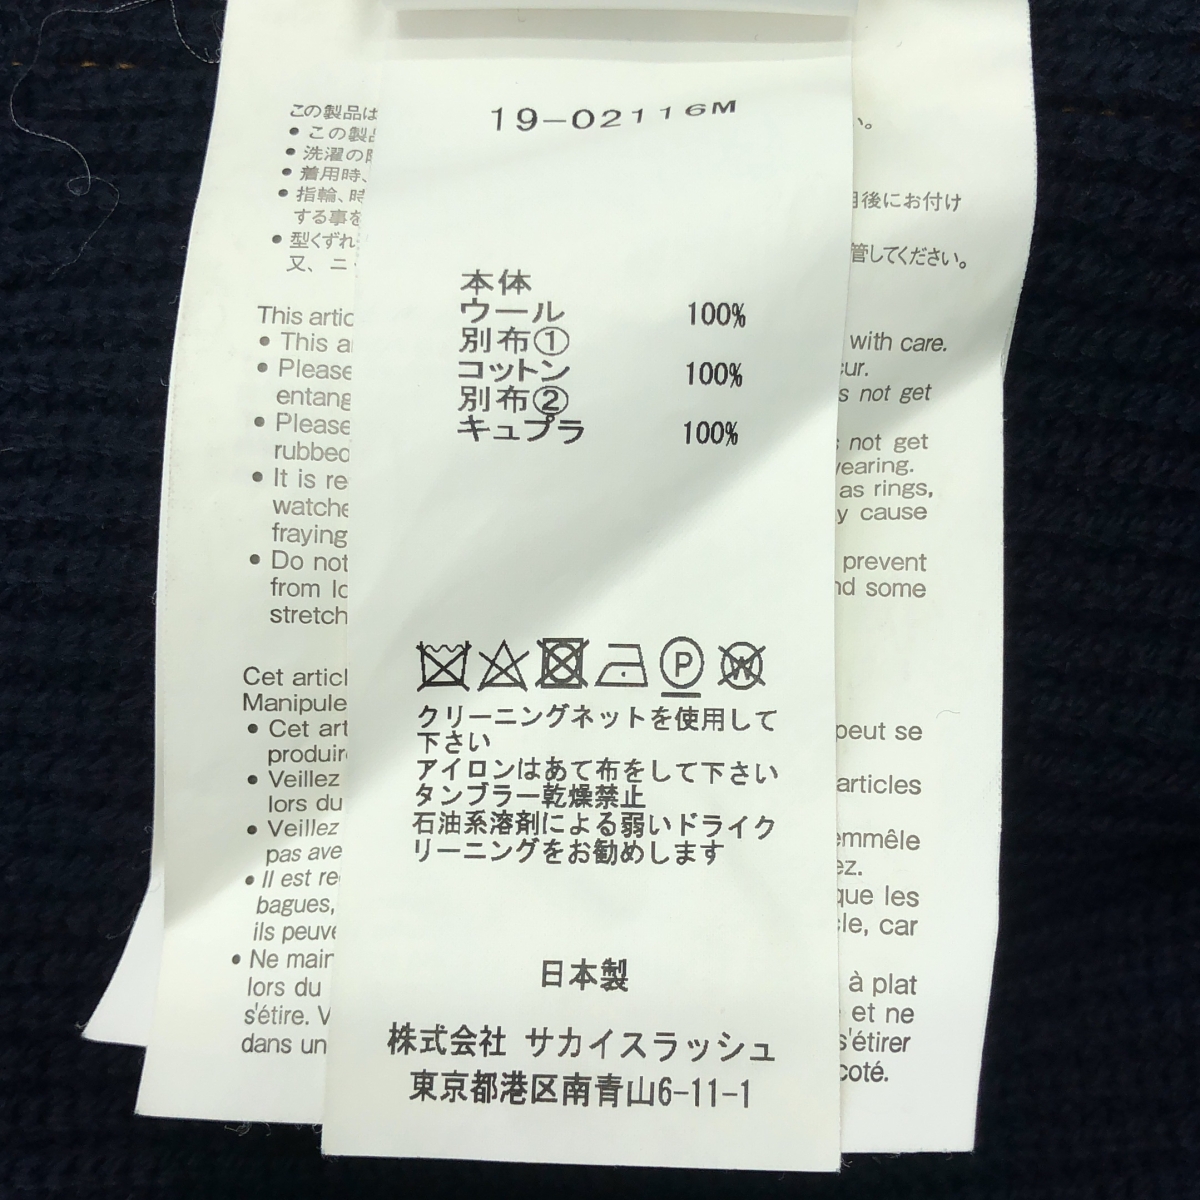 19-02116M
本体
ウール 100%
別布①
コットン 100%
別布②
キュプラ 100%
P W
クリーニングネットを使用して
下さい
アイロンはあて布をして下さい
タンブラー乾燥禁止
石油系溶剤による弱いドライク
リーニングをお勧めします
日本製
株式会社 サカイスラッシュ
東京都港区南青山6-11-1
この製品は
• この製品
• 洗濯の際
• 着用時、
• 指輪、時
用後にお付け
する事を
• 型くずれ
管してください。
又、ニ
This artic
• This a
with care.
• Please
entang
not get
• Please
not get
rubbed
• It is re
as rings,
watche
cause
fraying
• Do not
prevent
from lo
some
stretch
Cet articl
Manipule
• Cet art
peut se
produir
• Veillez
articles
lors du
• Veillez
emmêle
pas ave
ez.
• Il est re
que les
bagues,
cle, car
ils peuve
• Ne main
à plat
lors du
et ne
s'étire. V
s'étirer
dans un
coté.